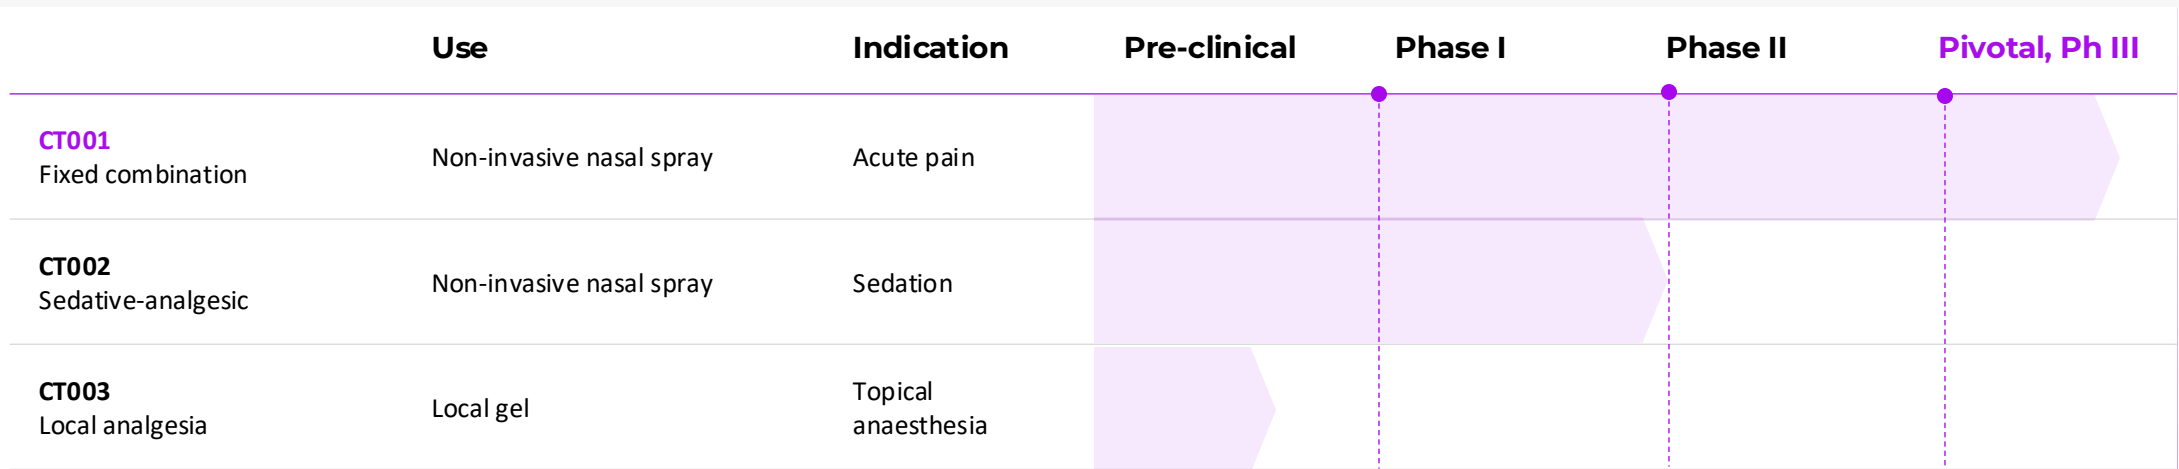 Use Indication Pre-clinical Phase I Phase II Pivotal, Ph III
CT001
Fixed combination
Non-invasive nasal spray
Acute pain
CT002
Sedative-analgesic
Non-invasive nasal spray
Sedation
CT003
Local analgesia
Local gel
Topical
anaesthesia